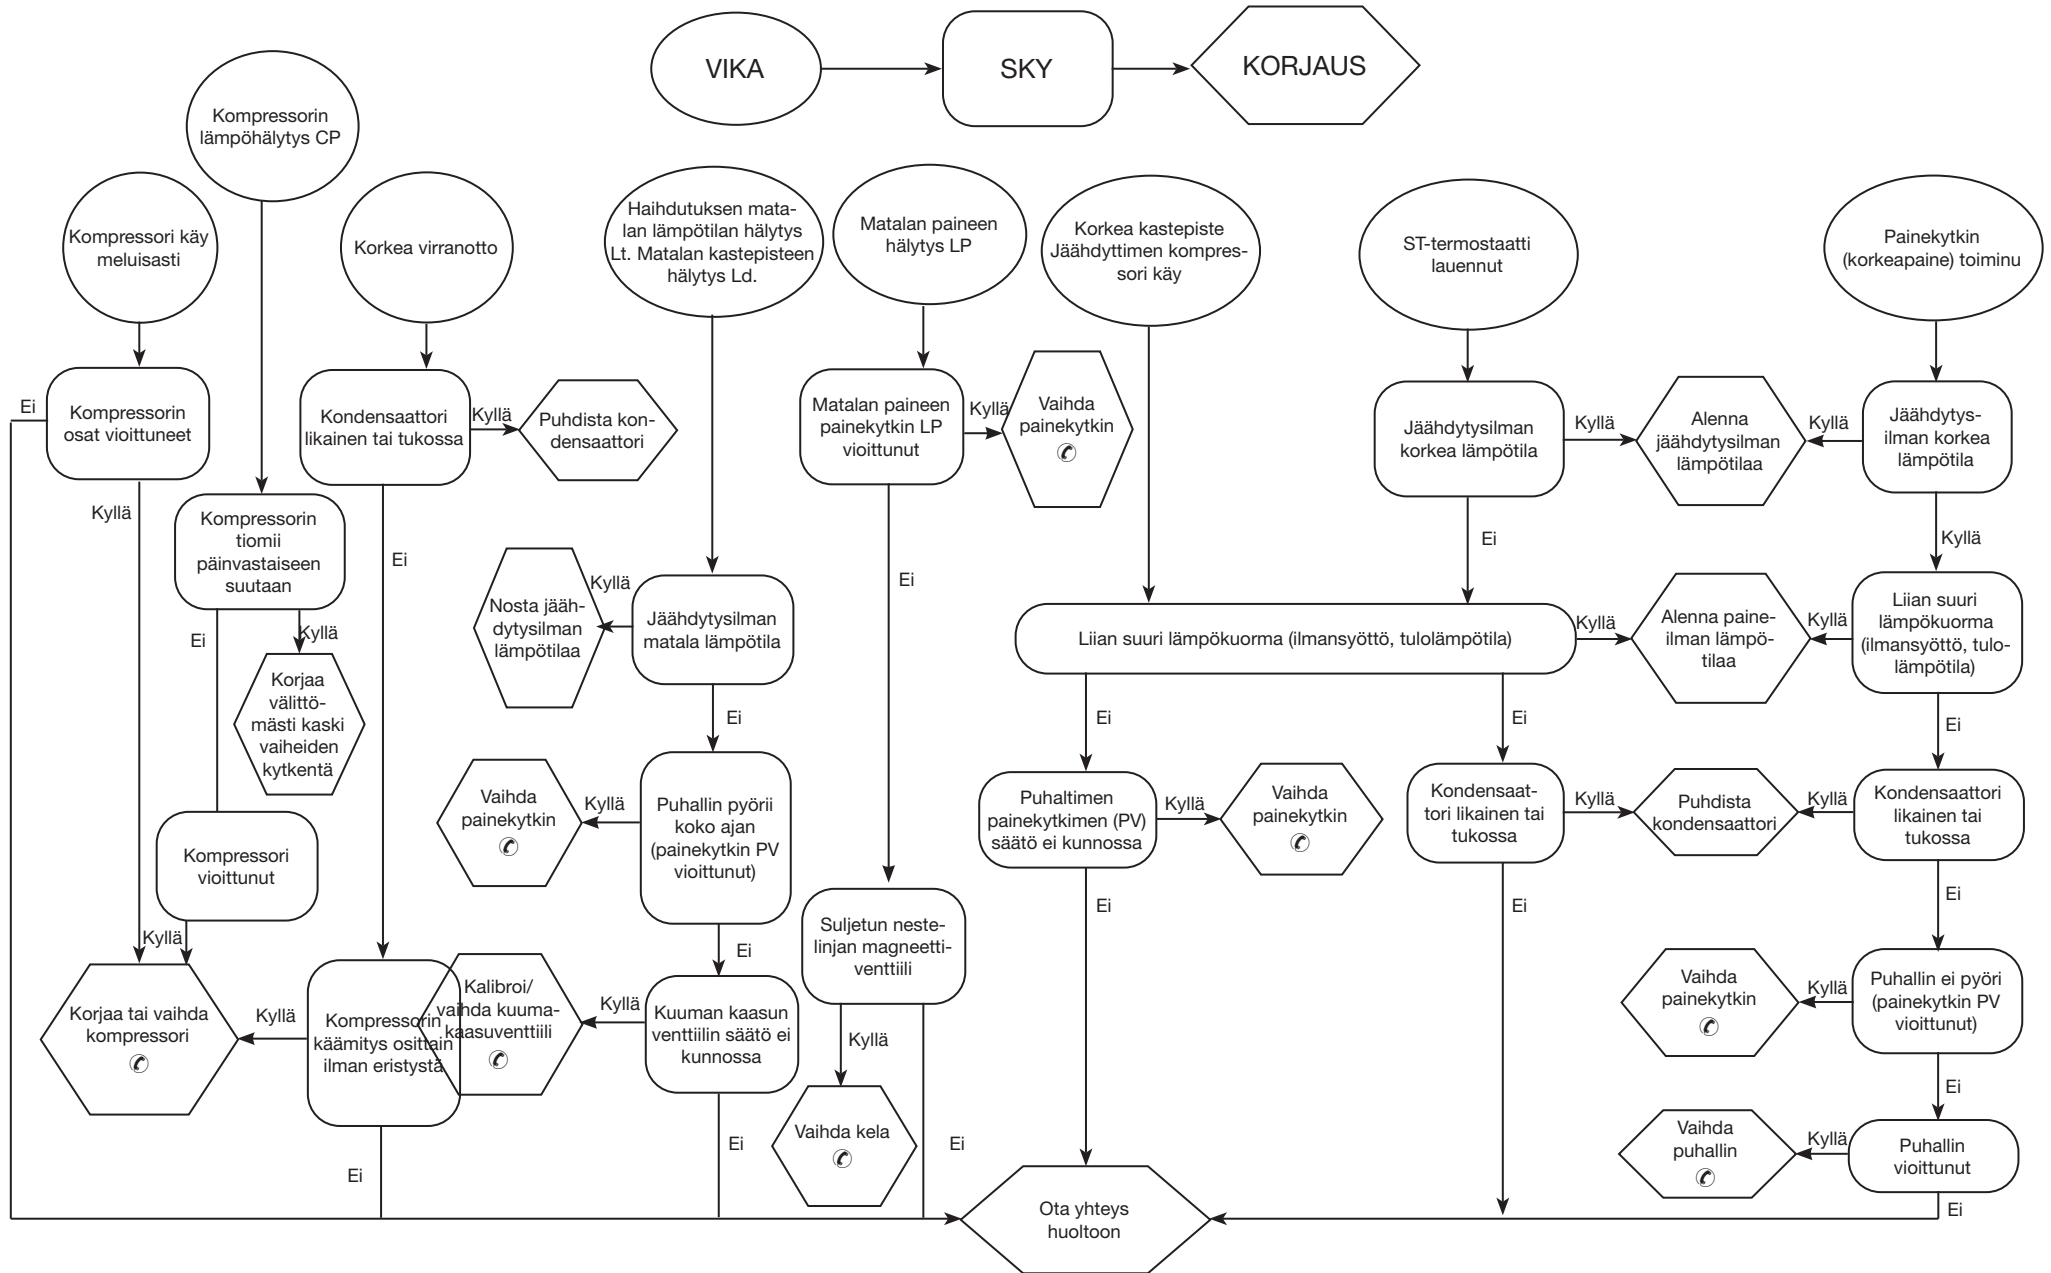 VIKA
SKY
KORJAUS
Kompressorin
lämpöhälytys CP
Kompressori käy
meluisasti
Korkea virranotto
Haihdutuksen mata-
lan lämpötilan hälytys
Lt. Matalan kastepisteen
hälytys Ld.
Matalan paineen
hälytys LP
Korkea kastepiste
Jäähdyttimen kompres-
sori käy
ST-termostaatti
lauennut
Painekytkin
(korkeapaine) toiminu
Ei
Kompressorin
osat vioittuneet
Kyllä
Kondensaattori
likainen tai tukossa
Kyllä
Puhdista kon-
densaattori
Matalan paineen
painekytkin LP
vioittunut
Kyllä
Vaihda
painekytkin
Jäähdytysilman
korkea lämpötila
Kyllä
Alenna
jäähdytysilman
lämpötilaa
Kyllä
Jäähdytys-
ilman korkea
lämpötila
Kompressorin
tiomii
päinvastaiseen
suutaan
Ei
Ei
Ei
Kyllä
Ei
Kyllä
Korjaa
välittö-
mästi kaski
vaiheiden
kytkentä
Nosta jääh-
dytysilman
lämpötilaa
Kyllä
Jäähdytysilman
matala lämpötila
Liian suuri lämpökuorma (ilmansyöttö, tulolämpötila)
Kyllä
Alenna paine-
ilman lämpö-
tilaa
Kyllä
Liian suuri
lämpökuorma
(ilmansyöttö, tulo-
lämpötila)
Ei
Ei
Ei
Ei
Vaihda
painekytkin
Kyllä
Puhallin pyörii
koko ajan
(painekytkin PV
vioittunut)
Puhaltimen
painekytkimen (PV)
säätö ei kunnossa
Kyllä
Vaihda
painekytkin
Kondensaat-
tori likainen tai
tukossa
Kyllä
Puhdista
kondensaattori
Kyllä
Kondensaattori
likainen tai
tukossa
Kompressori
vioittunut
Kyllä
Ei
Suljetun neste-
linjan magneetti-
venttiili
Ei
Ei
Ei
Korjaa tai vaihda
kompressori
Kyllä
Kompressorin
käämitys osittain
ilman eristystä
Kalibroi/
vaihda kuuma-
kaasuventtiili
Kyllä
Kuuman kaasun
venttiilin säätö ei
kunnossa
Kyllä
Vaihda
painekytkin
Kyllä
Puhallin ei pyöri
(painekytkin PV
vioittunut)
Ei
Ei
Vaihda kela
Ei
Ei
Vaihda
puhallin
Kyllä
Puhallin
vioittunut
Ota yhteys
huoltoon
Ei